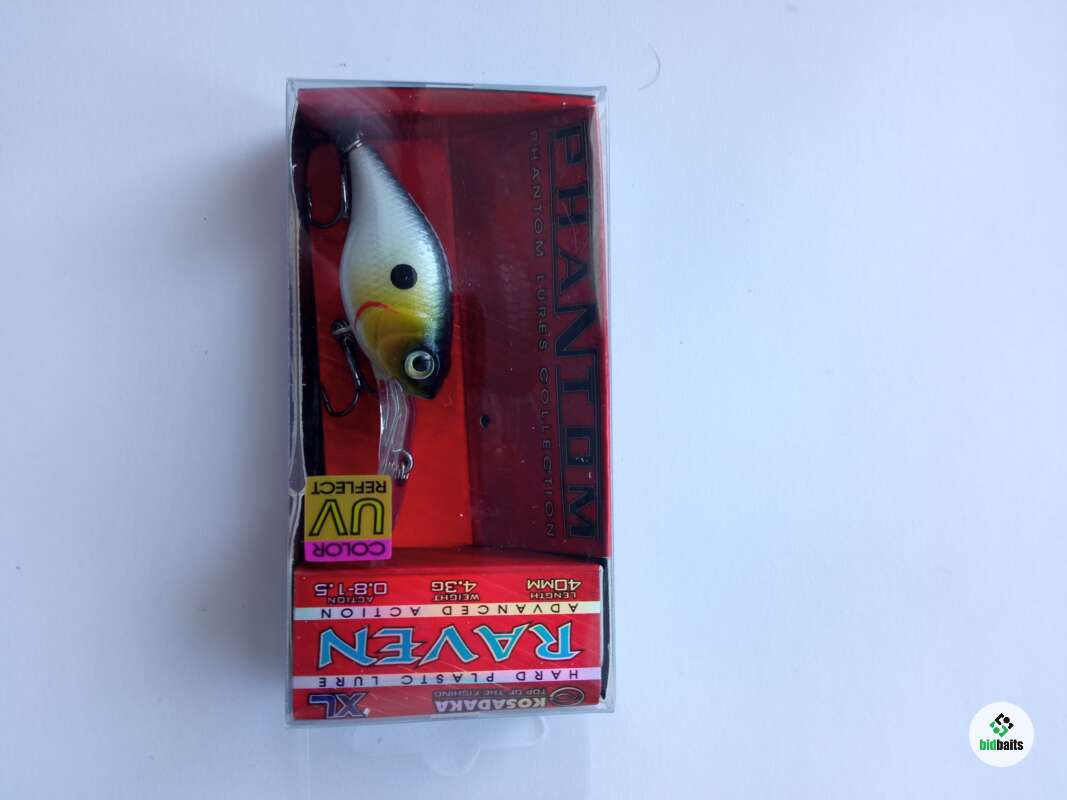 KOSADAKA
TOP OF THE FISHING
XL
HARD PLASTC LURE
RAVEN
ADVANCED ACTION
LENGTH
40MM
WEIGHT
4.3G
ACTION
0.8-1.5
COLOR
UV
REFLECT
PHANTOM
PHANTOM LURES COLLECTION
bidbaits